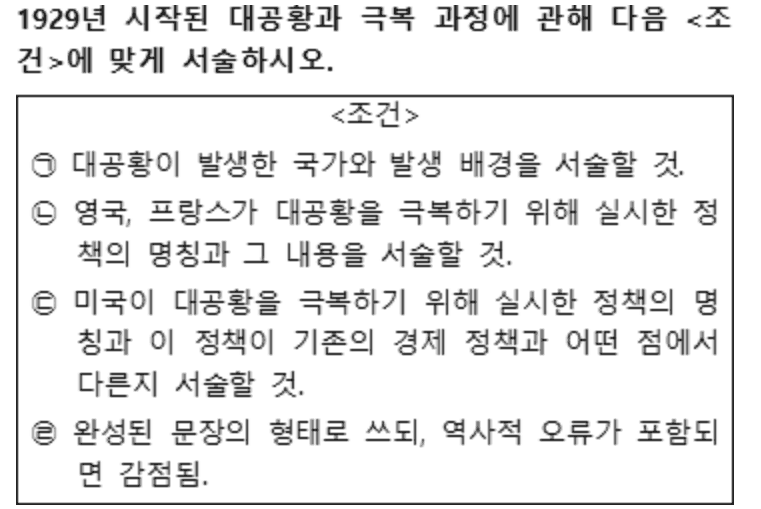 1929년 시작된 대공황과 극복 과정에 관해 다음 <조
건>에 맞게 서술하시오.
<조건>
㉠ 대공황이 발생한 국가와 발생 배경을 서술할 것.
㉡ 영국, 프랑스가 대공황을 극복하기 위해 실시한 정
책의 명칭과 그 내용을 서술할 것.
㉢ 미국이 대공황을 극복하기 위해 실시한 정책의 명
칭과 이 정책이 기존의 경제 정책과 어떤 점에서
다른지 서술할 것.
㉣ 완성된 문장의 형태로 쓰되, 역사적 오류가 포함되
면 감점됨.